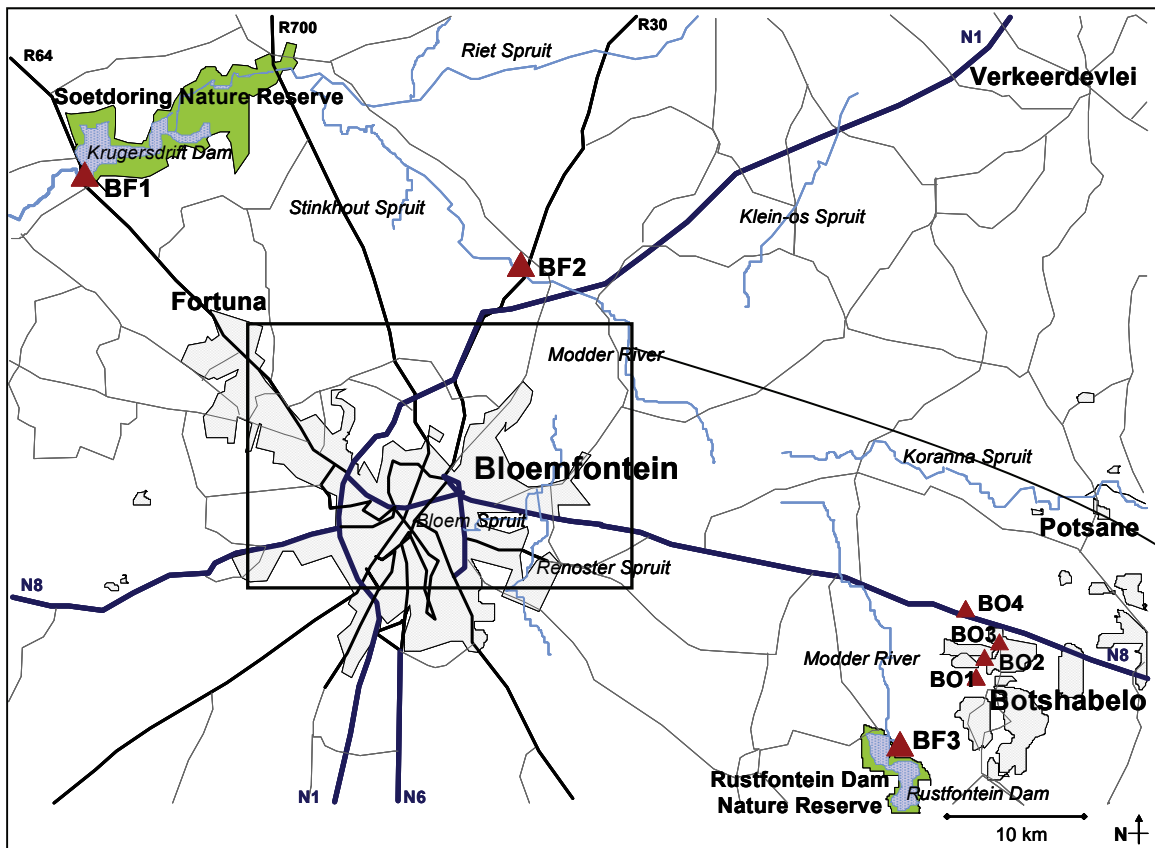 R64
R700
R30
N1
Riet Spruit
Verkeerdevlei
Soetdoring Nature Reserve
Krugersdrift Dam
BF1
Stinkhout Spruit
Klein-os Spruit
BF2
Fortuna
Modder River
Bloemfontein
Koranna Spruit
Bloem Spruit
Potsane
Renoster Spruit
a
N8
BO4
BO3
BO2
N8
Modder River
BO1
Botshabelo
BF3
Rustfontein Dam
Nature Reserve
Rustfontein Dam
N1
N6
10 km
N